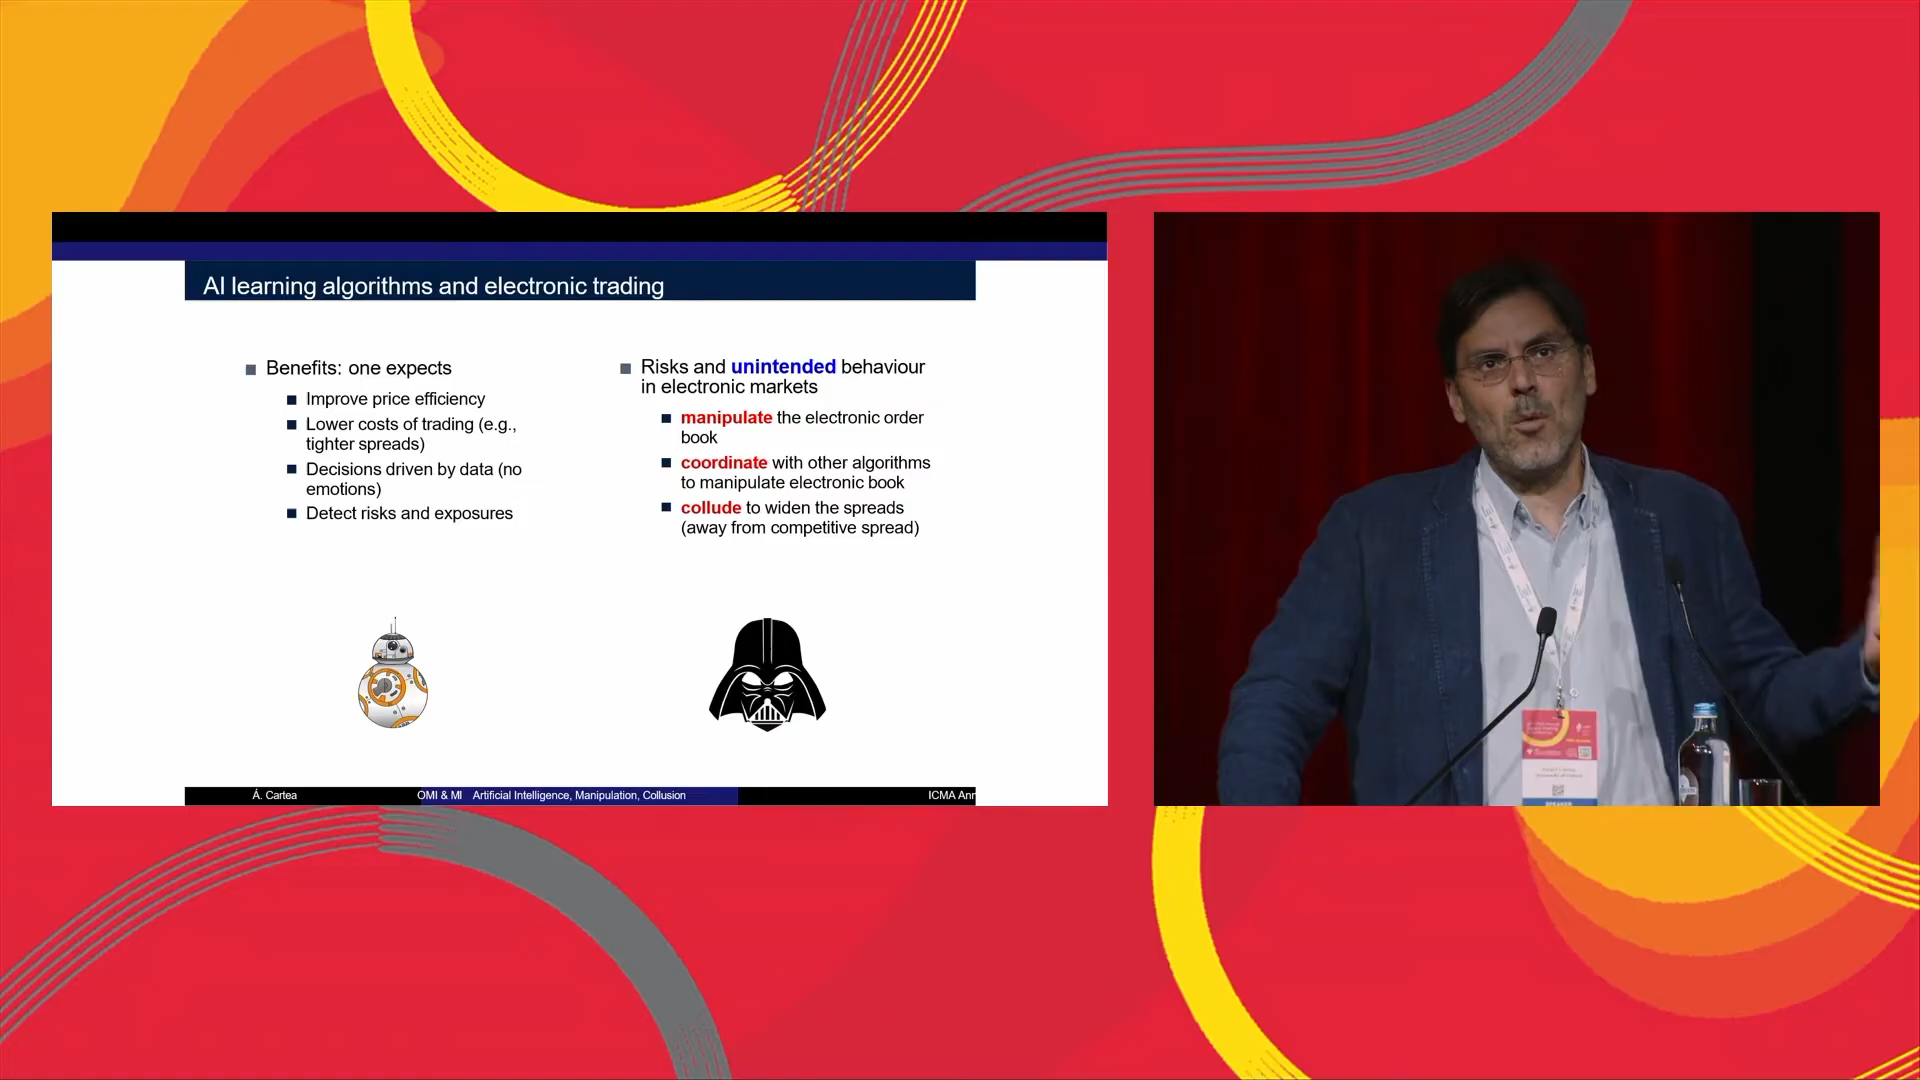 AI learning algorithms and electronic trading
Benefits: one expects
Improve price efficiency
Lower costs of trading (e.g.,
tighter spreads)
Decisions driven by data (no
emotions)
Detect risks and exposures
Risks and unintended behaviour
in electronic markets
manipulate the electronic order
book
coordinate with other algorithms
to manipulate electronic book
collude to widen the spreads
(away from competitive spread)
Á. Cartea
OMI & MI
Artificial Intelligence, Manipulation, Collusion
ICMA Ann
SPEAKER